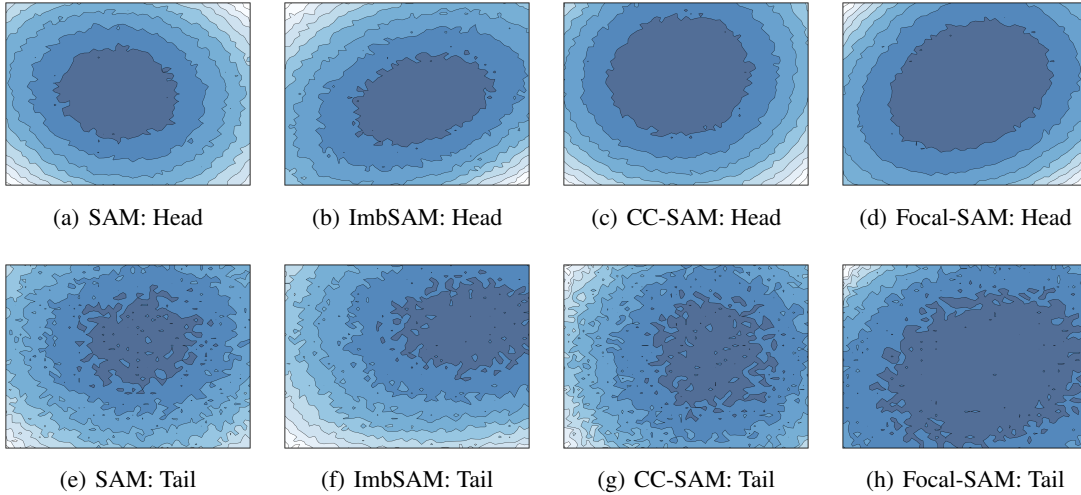 (a) SAM: Head
(b) ImbSAM: Head
(c) CC-SAM: Head
(d) Focal-SAM: Head
(e) SAM: Tail
(f) ImbSAM: Tail
(g) CC-SAM: Tail
(h) Focal-SAM: Tail